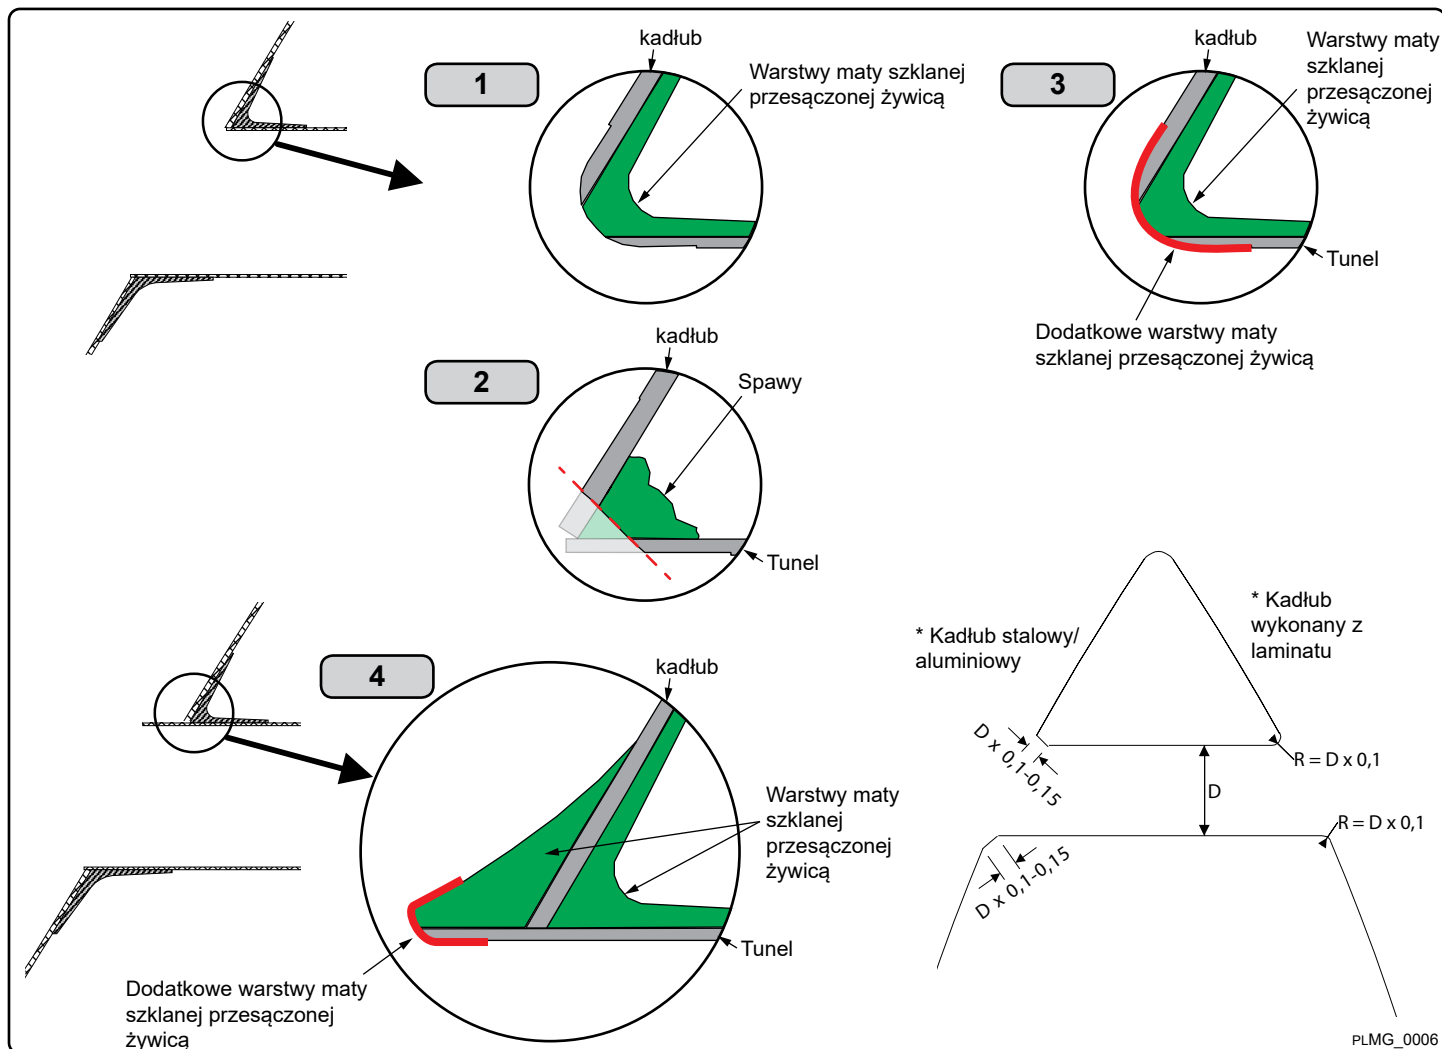 1
kadłub
Warstwy maty szklanej
przesączonej żywicą
3
kadłub
Warstwy maty
szklanej
przesączonej
żywicą
Tunel
Dodatkowe warstwy maty
szklanej przesączonej żywicą
2
kadłub
Spawy
Tunel
4
kadłub
Warstwy maty
szklanej
przesączonej
żywicą
Tunel
Dodatkowe warstwy maty
szklanej przesączonej
żywicą
* Kadłub stalowy/
aluminiowy
* Kadłub
wykonany z
laminatu
D x 0,1-0,15
R = D x 0,1
D
R = D x 0,1
D x 0,1-0,15
PLMG_0006